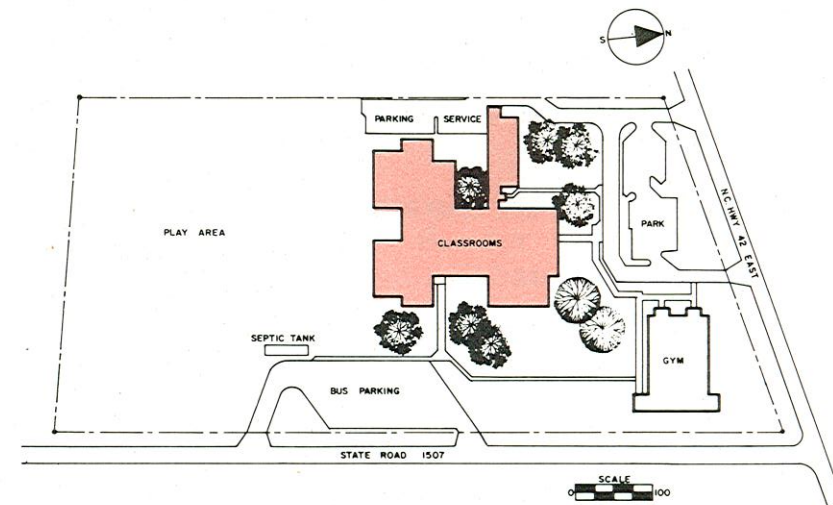 S N
PARKING SERVICE
PLAY AREA
CLASSROOMS
PARK
N.C. HWY 42 EAST
SEPTIC TANK
GYM
BUS PARKING
STATE ROAD 1507
SCALE
0 100